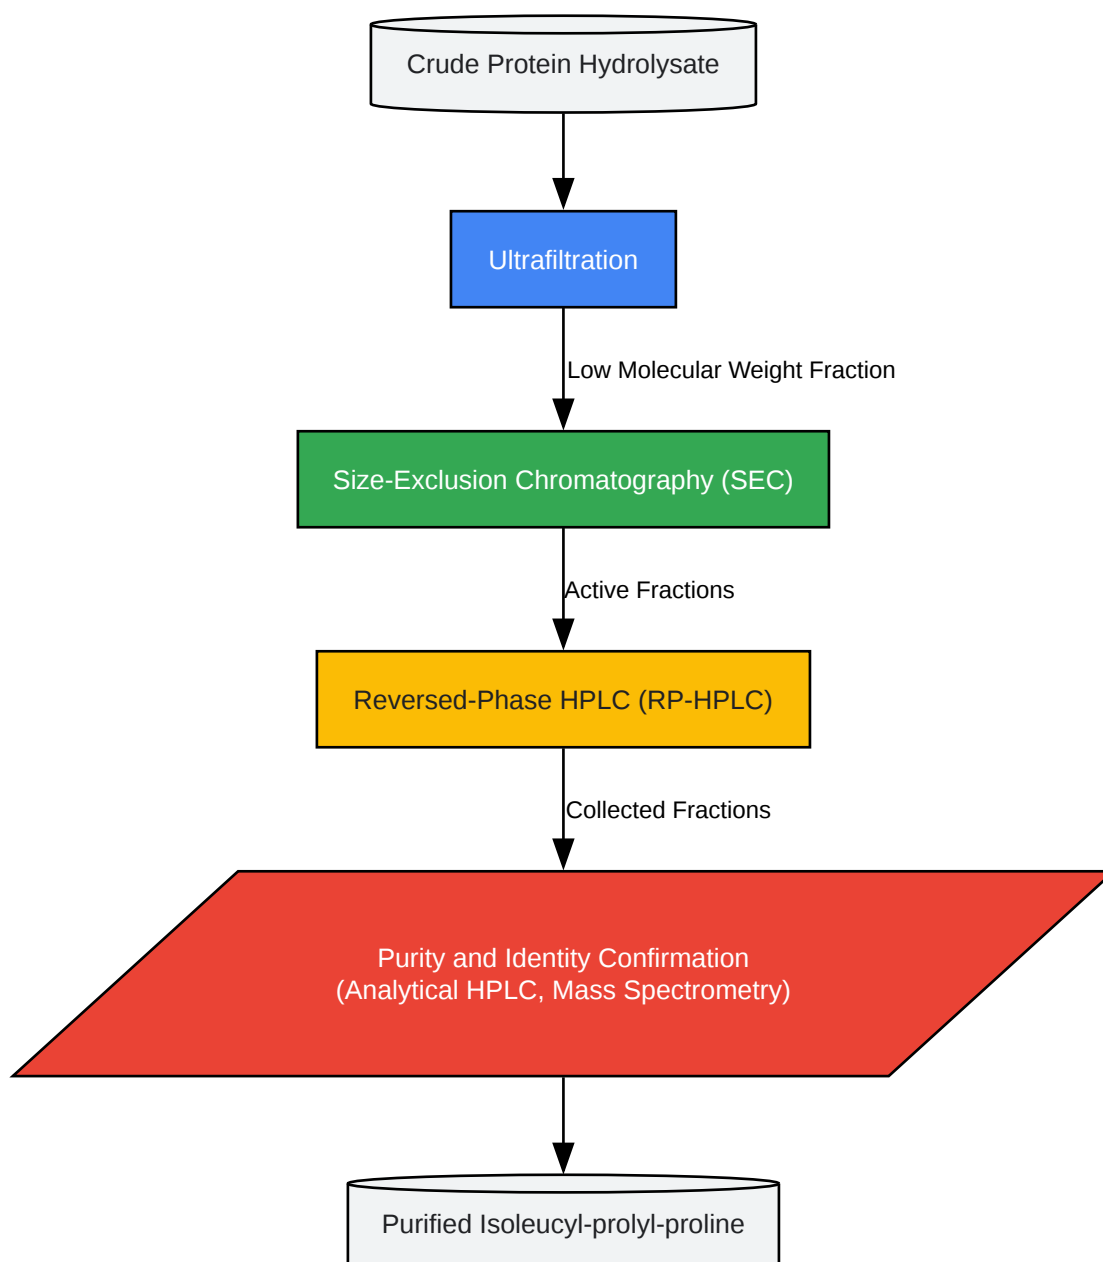 Crude Protein Hydrolysate
Ultrafiltration
Low Molecular Weight Fraction
Size-Exclusion Chromatography (SEC)
Active Fractions
Reversed-Phase HPLC (RP-HPLC)
Collected Fractions
Purity and Identity Confirmation
(Analytical HPLC, Mass Spectrometry)
Purified Isoleucyl-prolyl-proline